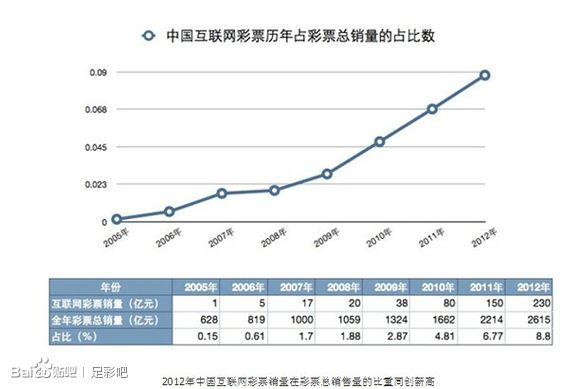 中国互联网彩票历年占彩票总销量的占比数
0.09
0.068
0.045
0.023
0
2005年 2006年 2007年 2008年 2009年 2010年 2011年 2012年
年份 2005年 2006年 2007年 2008年 2009年 2010年 2011年 2012年
互联网彩票销量（亿元） 1 5 17 20 38 80 150 230
全年彩票总销量（亿元） 628 819 1000 1059 1324 1662 2214 2615
占比（%） 0.15 0.61 1.7 1.88 2.87 4.81 6.77 8.8
Bai贴吧 | 足彩吧
2012年中国互联网彩票销量在彩票总销售量的比重同创新高